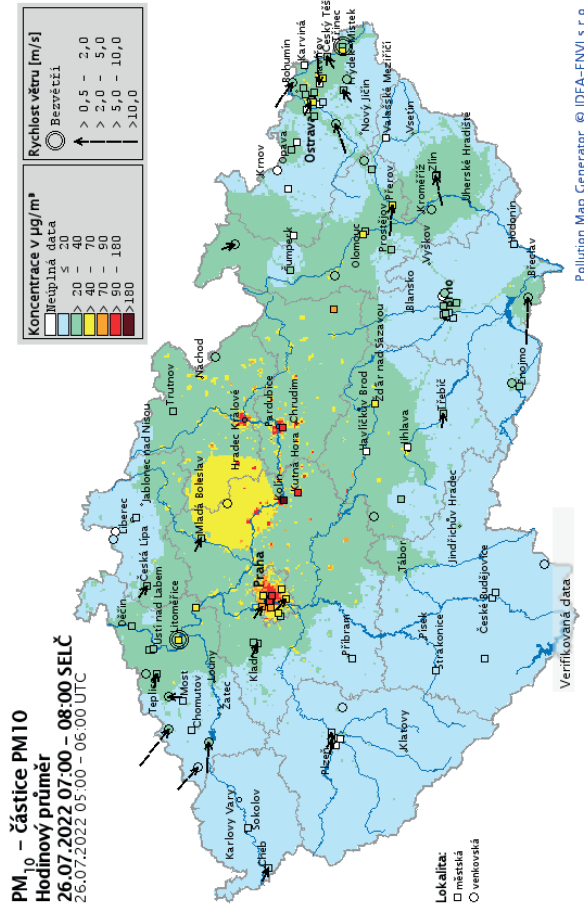 PM10 – částice PM10
Hodinový průměr
26.07.2022 07:00 – 08:00 SELČ
26.07.2022 05:00 – 06:00 UTC
Koncentrace v µg/m³
Neúplná data
≤ 20
> 20 – 40
> 40 – 70
> 70 – 90
> 90 – 180
>180
Rychlost větru [m/s]
Bezvětří
> 0,5 – 2,0
> 2,0 – 5,0
> 5,0 – 10,0
>10,0
Děčín
Ústí nad Labem
Litoměřice
Teplice
Most
Chomutov
Louny
Žatec
Karlovy Vary
Sokolov
Cheb
Česká Lípa
Liberec
Jablonec nad Nisou
Mladá Boleslav
Trutnov
Náchod
Hradec Králové
Pardubice
Chrudim
Kolín
Kutná Hora
Praha
Kladno
Příbram
Plzeň
Klatovy
Strakonice
Písek
Tábor
České Budějovice
Jindřichův Hradec
Havlíčkův Brod
Žďár nad Sázavou
Jihlava
Třebíč
Znojmo
Brno
Blansko
Vyškov
Břeclav
Hodonín
Uherské Hradiště
Zlín
Kroměříž
Prostějov
Přerov
Olomouc
Šumperk
Krnov
Opava
Ostrava
Bohumín
Karviná
Český Těš
Třinec
Frýdek-Místek
Nový Jičín
Valašské Meziříčí
Vsetín
Lokalita:
městská
venkovská
Verifikovaná data
Pollution Map Generator © IDEA-ENVI s.r.o.